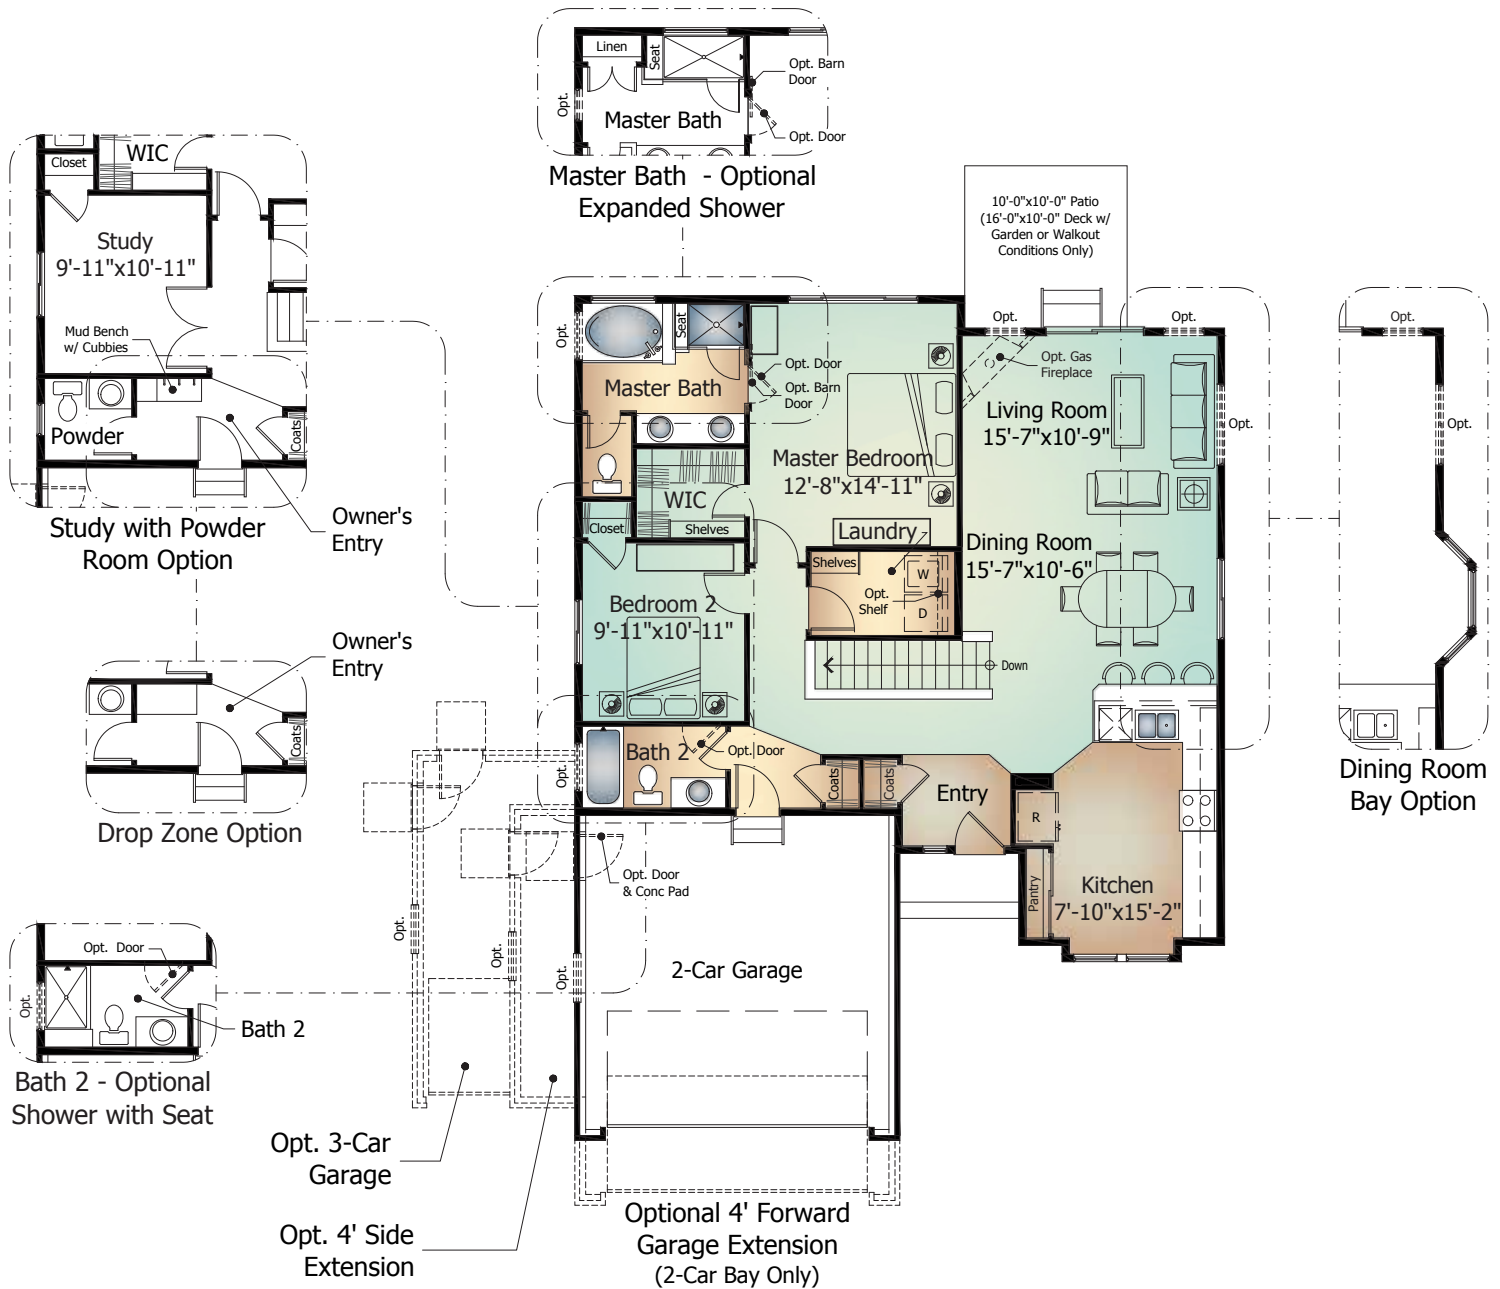 Linen
Seat
Opt. Barn
Door
Opt.
Master Bath
Opt. Door
Master Bath - Optional
Expanded Shower
WIC
Closet
Study
9'-11"x10'-11"
Mud Bench
w/ Cubbies
Powder
Coats
Study with Powder
Room Option
Owner's
Entry
Owner's
Entry
Coats
Drop Zone Option
Opt. Door
Opt.
Bath 2
Bath 2 - Optional
Shower with Seat
10'-0"x10'-0" Patio
(16'-0"x10'-0" Deck w/
Garden or Walkout
Conditions Only)
Opt.
Seat
Master Bath
Opt. Door
Opt. Barn
Door
Opt.
Opt.
Opt. Gas
Fireplace
Living Room
15'-7"x10'-9"
Opt.
Master Bedroom
12'-8"x14'-11"
WIC
Shelves
Closet
Laundry
Shelves
W
Opt.
Shelf
D
Dining Room
15'-7"x10'-6"
Bedroom 2
9'-11"x10'-11"
Down
Bath 2
Opt. Door
Opt.
Coats
Coats
Entry
R
Pantry
Kitchen
7'-10"x15'-2"
Opt. Door
& Conc Pad
Opt.
Opt.
Opt.
2-Car Garage
Opt. 3-Car
Garage
Opt. 4' Side
Extension
Optional 4' Forward
Garage Extension
(2-Car Bay Only)
Opt.
Opt.
Dining Room
Bay Option